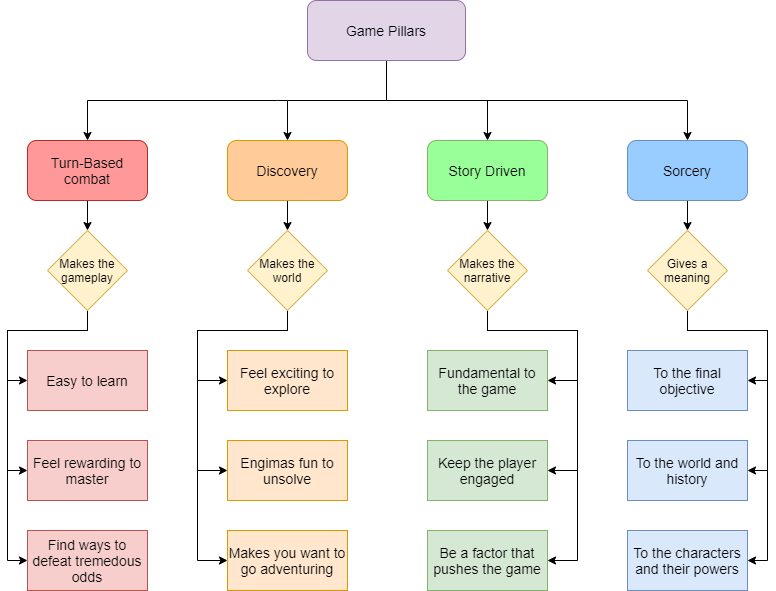 Game Pillars
Turn-Based
combat
Discovery
Story Driven
Sorcery
Makes the
gameplay
Makes the
world
Makes the
narrative
Gives a
meaning
Easy to learn
Feel exciting to
explore
Fundamental to
the game
To the final
objective
Feel rewarding to
master
Engimas fun to
unsolve
Keep the player
engaged
To the world and
history
Find ways to
defeat tremedous
odds
Makes you want to
go adventuring
Be a factor that
pushes the game
To the characters
and their powers